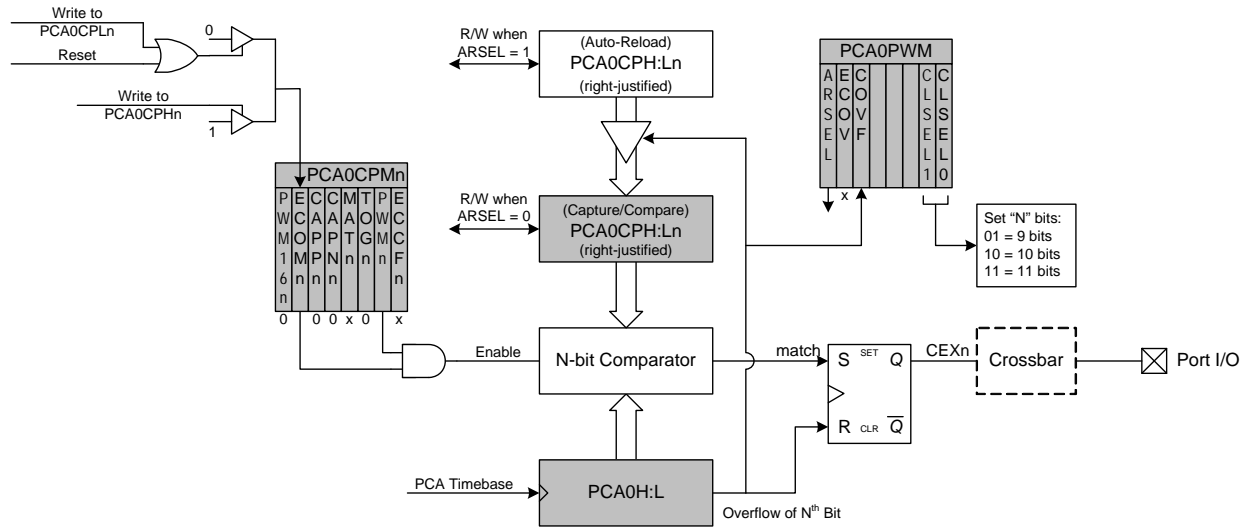 Write to
PCA0CPLn
Reset
0
Write to
PCA0CPHn
1
R/W when
ARSEL = 1
(Auto-Reload)
PCA0CPH:Ln
(right-justified)
PCA0PWM
ARSEL
ECOV
COVF
CLSEL1
CLSEL0
x
Set “N” bits:
01 = 9 bits
10 = 10 bits
11 = 11 bits
PCA0CPMn
PWM16n
ECOMn
CAPPn
CAPNn
MATn
TOGn
PWMn
ECCFn
0 0 0 x 0 x
R/W when
ARSEL = 0
(Capture/Compare)
PCA0CPH:Ln
(right-justified)
Enable
N-bit Comparator
match
S SET Q
R CLR Q
CEXn
Crossbar
Port I/O
PCA Timebase
PCA0H:L
Overflow of Nth Bit